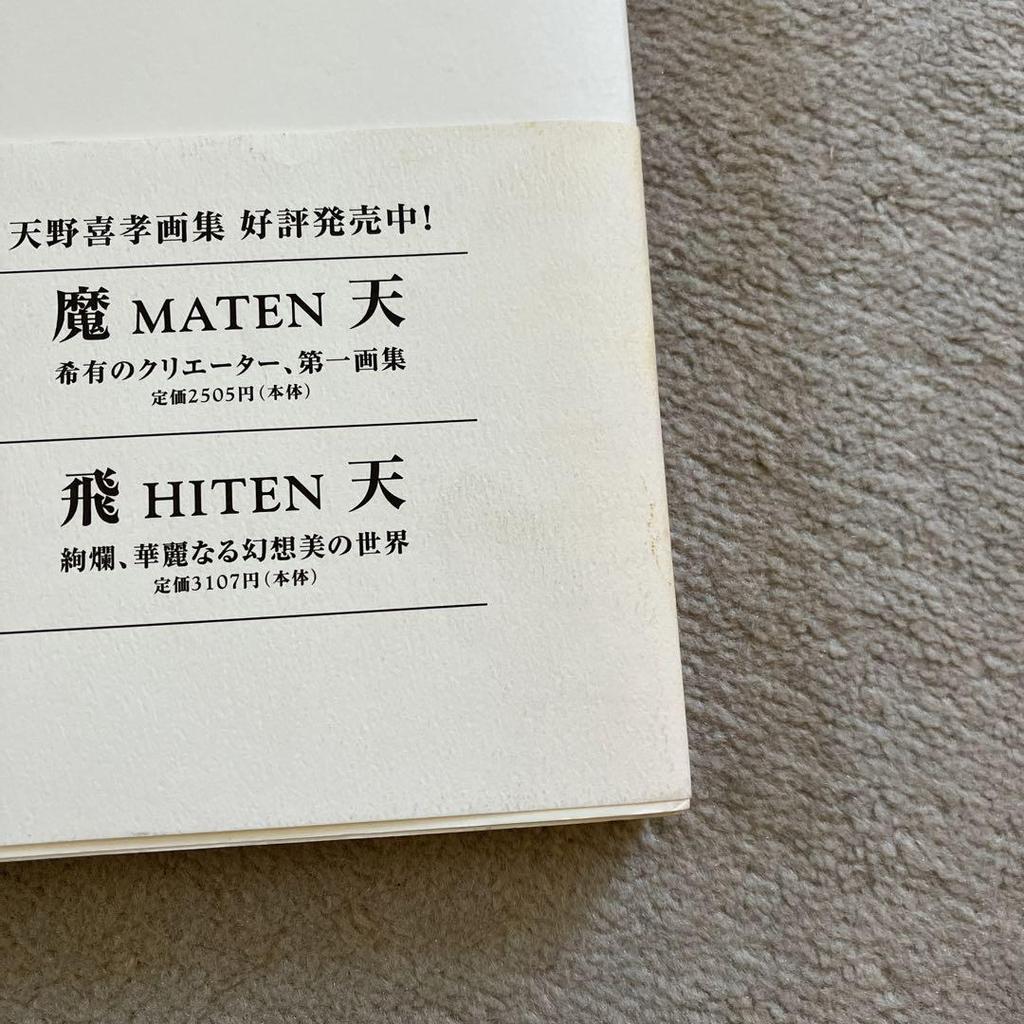 天野喜孝画集 好評発売中!
魔 MATEN 天
希有のクリエーター、第一画集
定価2505円(本体)
飛 HITEN 天
絢爛、華麗なる幻想美の世界
定価3107円(本体)